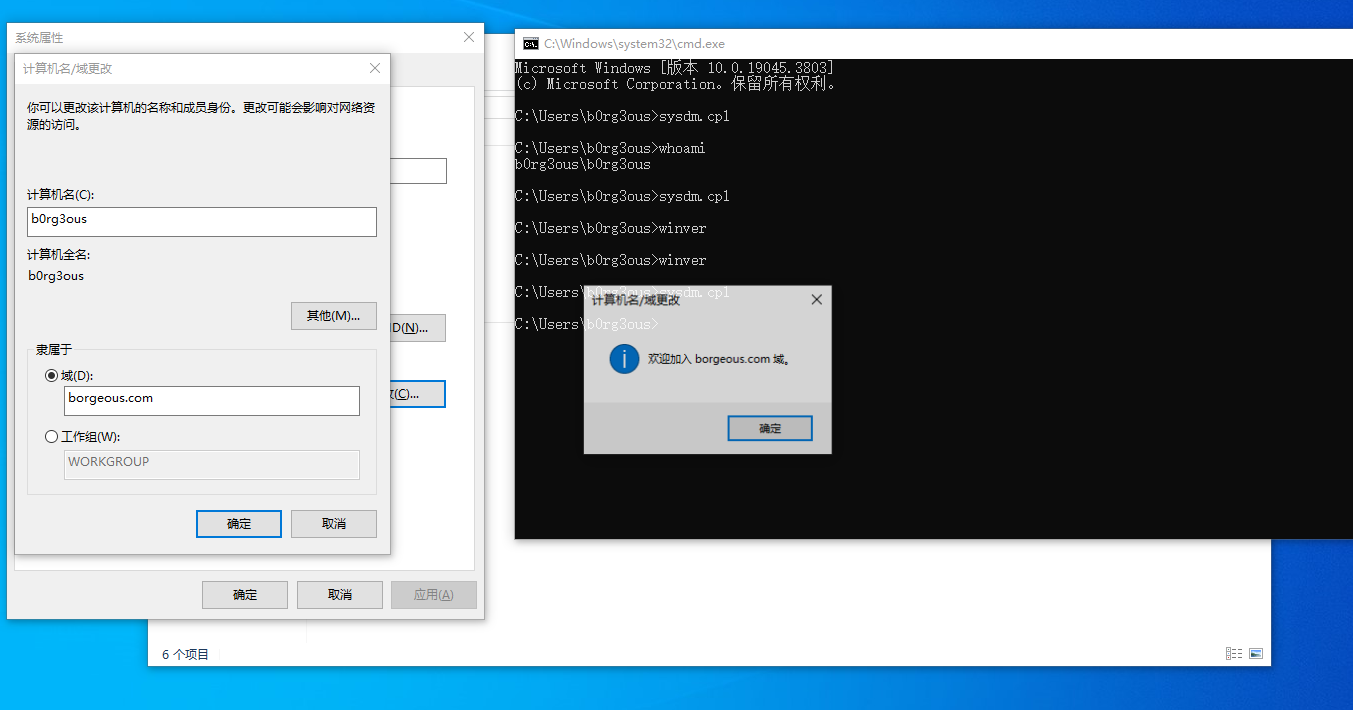 系统属性
计算机名/域更改
你可以更改该计算机的名称和成员身份。更改可能会影响对网络资
源的访问。
计算机名(C):
b0rg3ous
计算机全名:
b0rg3ous
其他(M)...
ID(N)...
隶属于
域(D):
borgeous.com
(C)...
工作组(W):
WORKGROUP
确定
取消
确定
取消
应用(A)
6 个项目
C:\Windows\system32\cmd.exe
Microsoft Windows [版本 10.0.19045.3803]
(c) Microsoft Corporation。保留所有权利。
C:\Users\b0rg3ous>sysdm.cpl
C:\Users\b0rg3ous>whoami
b0rg3ous\b0rg3ous
C:\Users\b0rg3ous>sysdm.cpl
C:\Users\b0rg3ous>winver
C:\Users\b0rg3ous>winver
C:\Users\b0rg3ous>sysdm.cpl
C:\Users\b0rg3ous>
计算机名/域更改
欢迎加入 borgeous.com 域。
确定